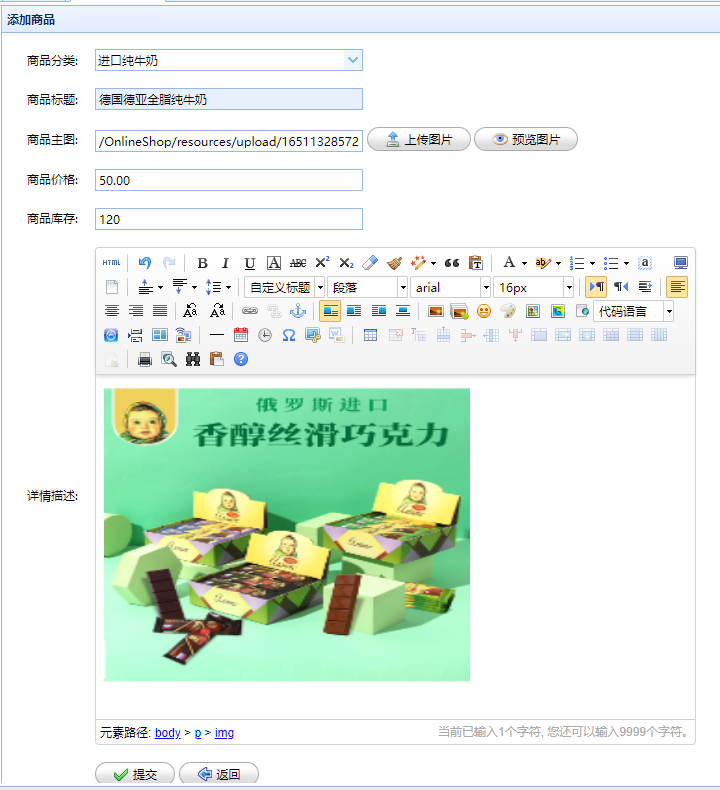 添加商品
商品分类: 进口纯牛奶
商品标题: 德国德亚全脂纯牛奶
商品主图: /OnlineShop/resources/upload/16511328572 上传图片 预览图片
商品价格: 50.00
商品库存: 120
HTML B I U A ABC X² X₂ A ab a
自定义标题 段落 arial 16px
代码语言
俄罗斯进口
香醇丝滑巧克力
详情描述:
元素路径: body > p > img 当前已输入1个字符, 您还可以输入9999个字符。
提交 返回